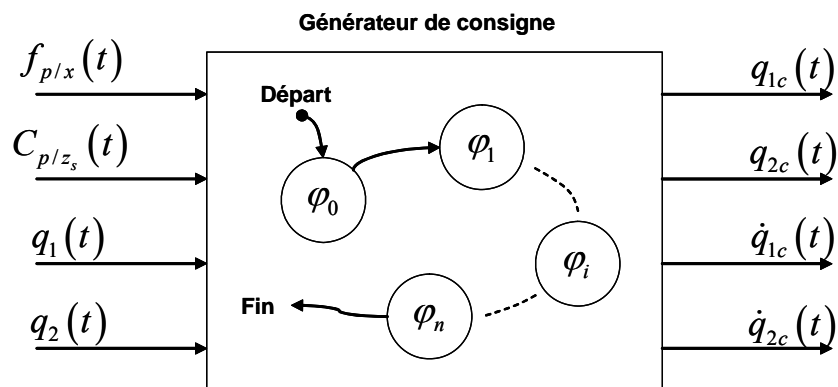 Générateur de consigne
f_{p/x}(t)
C_{p/z_s}(t)
q_1(t)
q_2(t)
Départ
φ_0
φ_1
φ_i
φ_n
Fin
q_{1c}(t)
q_{2c}(t)
q̇_{1c}(t)
q̇_{2c}(t)